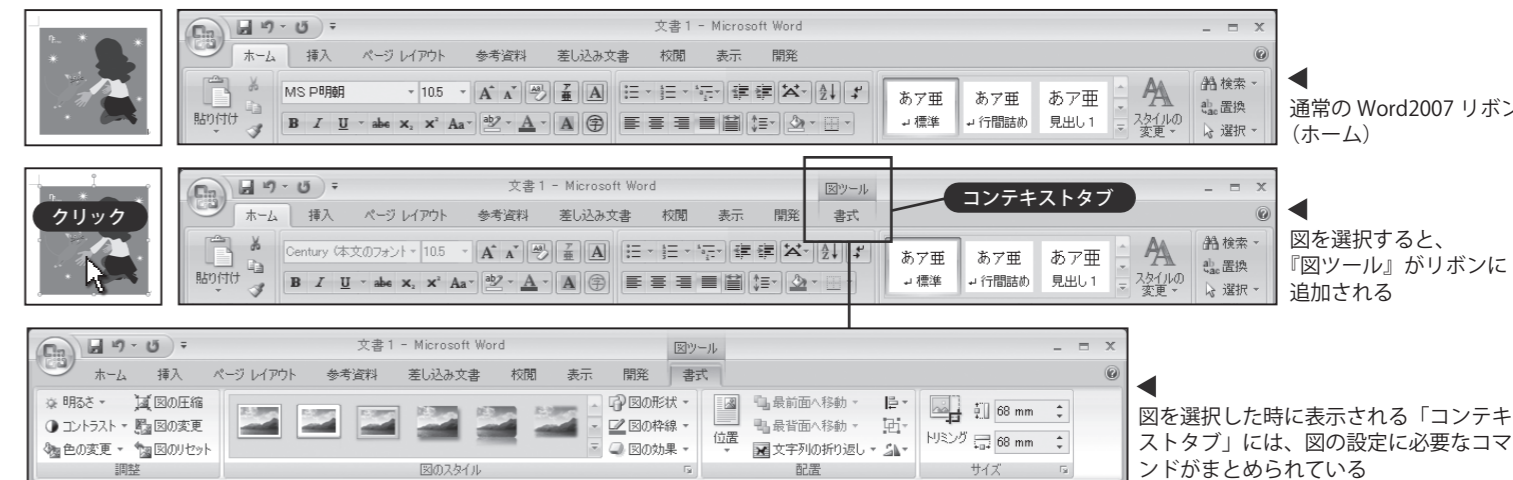 文書 1 - Microsoft Word
ホーム 挿入 ページ レイアウト 参考資料 差し込み文書 校閲 表示 開発
MS P明朝 10.5
貼り付け
B I U abc x₂ x² Aa
あア亜 あア亜 あア亜
標準 行間詰め 見出し 1
スタイルの
変更
検索
置換
選択
通常の Word2007 リボン
（ホーム）
クリック
文書 1 - Microsoft Word
図ツール
ホーム 挿入 ページ レイアウト 参考資料 差し込み文書 校閲 表示 開発 書式
コンテキストタブ
Century (本文のフォント 10.5
貼り付け
B I U abc x₂ x² Aa
あア亜 あア亜 あア亜
標準 行間詰め 見出し 1
スタイルの
変更
検索
置換
選択
図を選択すると、
『図ツール』がリボンに
追加される
文書 1 - Microsoft Word
図ツール
ホーム 挿入 ページ レイアウト 参考資料 差し込み文書 校閲 表示 開発 書式
明るさ 図の圧縮
コントラスト 図の変更
色の変更 図のリセット
調整
図のスタイル
図の形状
図の枠線
図の効果
位置
最前面へ移動
最背面へ移動
文字列の折り返し
配置
トリミング
68 mm
68 mm
サイズ
図を選択した時に表示される「コンテキ
ストタブ」には、図の設定に必要なコマ
ンドがまとめられている